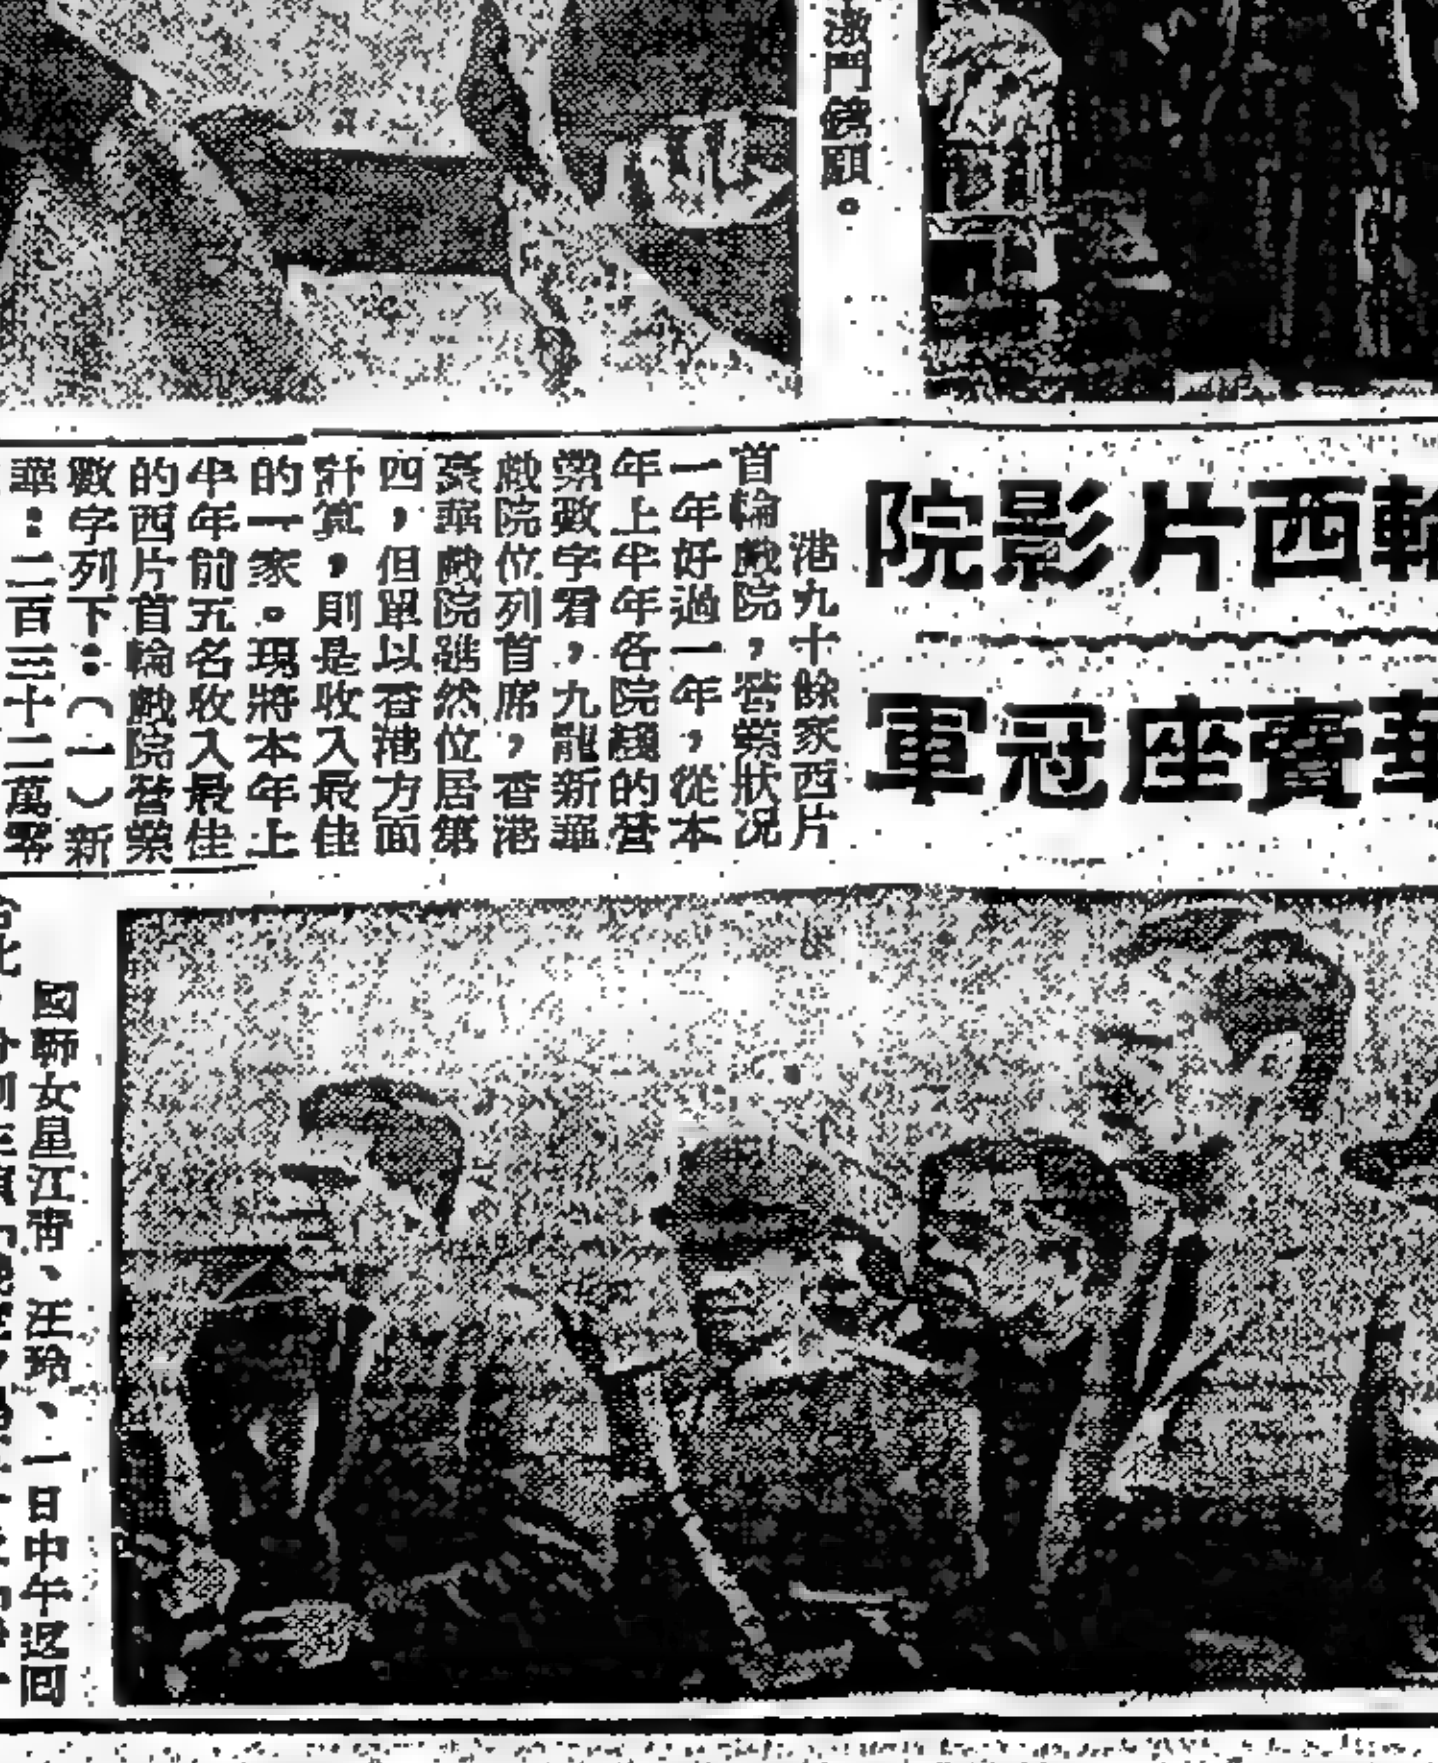 激鬥鏡頭。
輪西片影院
華賣座冠軍
港九十餘家西片
首輪戲院,營業狀况
一年好過一年,從本
年上半年各院綫的營
業數字看,九龍新華
戲院位列首席,香港
豪華戲院雖然位居第
四,但單以香港方面
計算,則是收入最佳
的一家。現將本年上
半年前五名收入最佳
的西片首輪戲院營業
數字列下:(一)新
華:二百三十二萬零
國聯女星江青、汪玲、一日中午返回